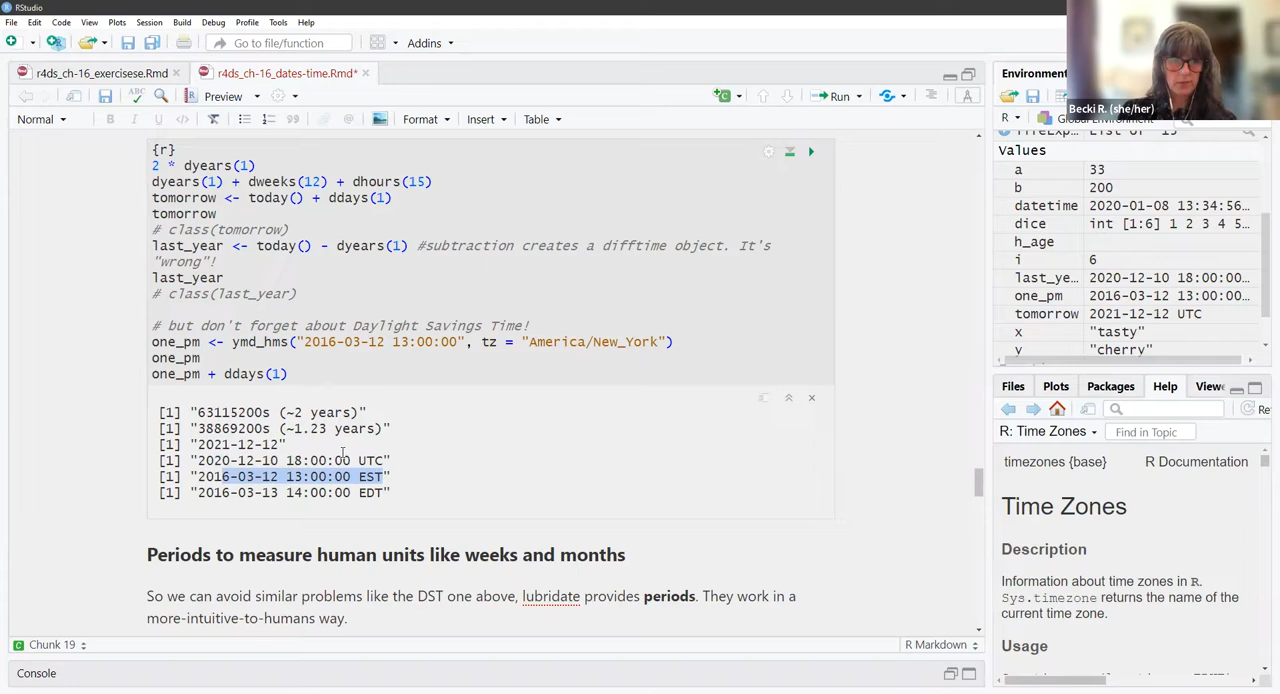 RStudio
File Edit Code View Plots Session Build Debug Profile Tools Help
Go to file/function Addins
r4ds_ch-16_exercisese.Rmd r4ds_ch-16_dates-time.Rmd*
ABC Preview Run
Normal B I U Format Insert Table
{r}
2 * dyears(1)
dyears(1) + dweeks(12) + dhours(15)
tomorrow <- today() + ddays(1)
tomorrow
# class(tomorrow)
last_year <- today() - dyears(1) #subtraction creates a difftime object. It's
"wrong"!
last_year
# class(last_year)
# but don't forget about Daylight Savings Time!
one_pm <- ymd_hms("2016-03-12 13:00:00", tz = "America/New_York")
one_pm
one_pm + ddays(1)
[1] "63115200s (~2 years)"
[1] "38869200s (~1.23 years)"
[1] "2021-12-12"
[1] "2020-12-10 18:00:00 UTC"
[1] "2016-03-12 13:00:00 EST"
[1] "2016-03-13 14:00:00 EDT"
Periods to measure human units like weeks and months
So we can avoid similar problems like the DST one above, lubridate provides periods. They work in a
more-intuitive-to-humans way.
Chunk 19 R Markdown
Console
Becki R. (she/her)
Environment
R
Values
a 33
b 200
datetime 2020-01-08 13:34:56…
dice int [1:6] 1 2 3 4 5…
h_age
i 6
last_ye… 2020-12-10 18:00:00…
one_pm 2016-03-12 13:00:00…
tomorrow 2021-12-12 UTC
x "tasty"
y "cherry"
Files Plots Packages Help View
Re
R: Time Zones Find in Topic
timezones {base} R Documentation
Time Zones
Description
Information about time zones in R.
Sys.timezone returns the name of the
current time zone.
Usage